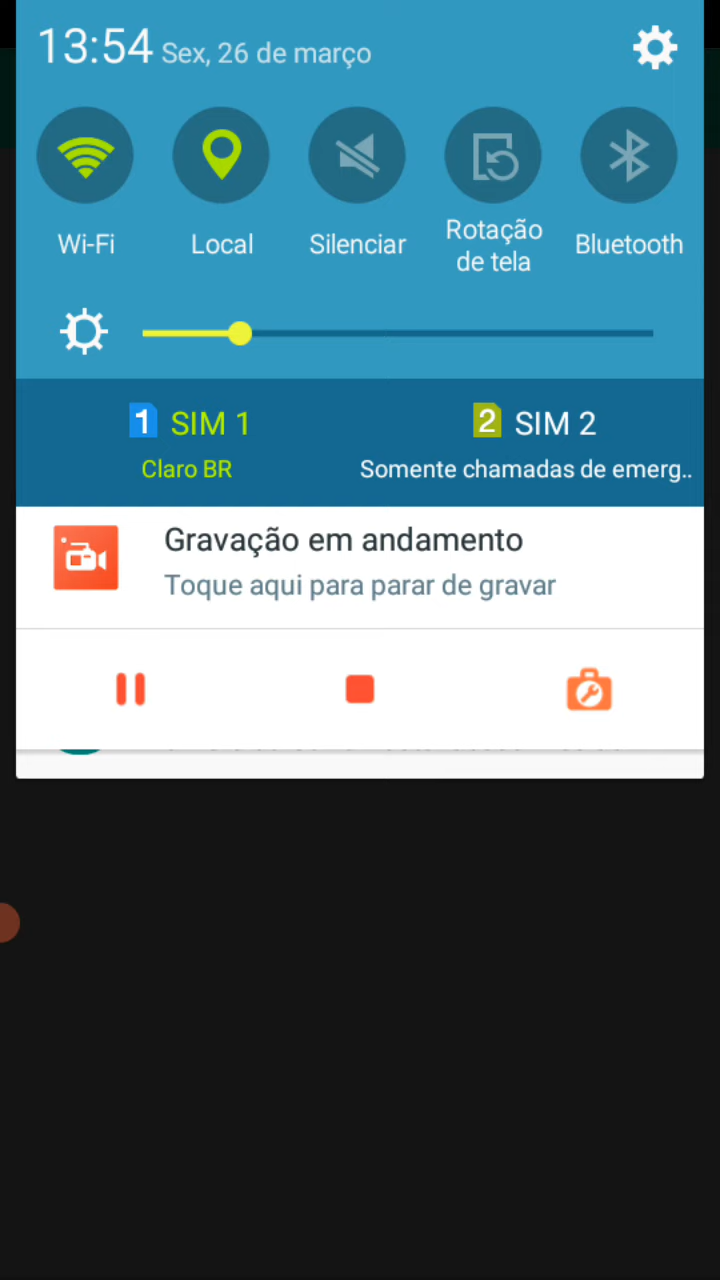 13:54 Sex, 26 de março
Wi-Fi
Local
Silenciar
Rotação
de tela
Bluetooth
1 SIM 1
Claro BR
2 SIM 2
Somente chamadas de emerg..
Gravação em andamento
Toque aqui para parar de gravar